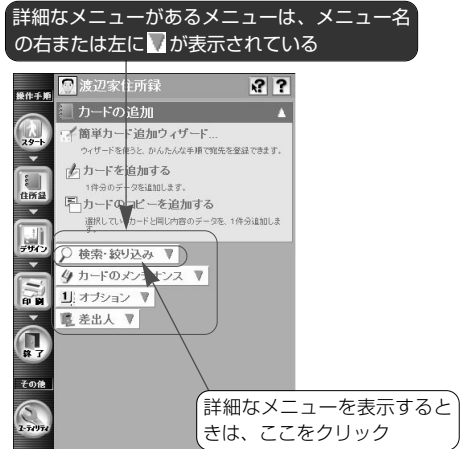 詳細なメニューがあるメニューは、メニュー名
の右または左に▼が表示されている
操作手順
渡辺家住所録
カードの追加
スタート
簡単カード追加ウィザード...
ウィザードを使うと、かんたんな手順で宛先を登録できます。
カードを追加する
1件分のデータを追加します。
住所録
カードのコピーを追加する
選択しているカードと同じ内容のデータを、1件分追加しま
す。
デザイン
検索・絞り込み ▼
カードのメンテナンス ▼
印刷
オプション ▼
差出人 ▼
終了
その他
詳細なメニューを表示すると
きは、ここをクリック
ユーティリティ